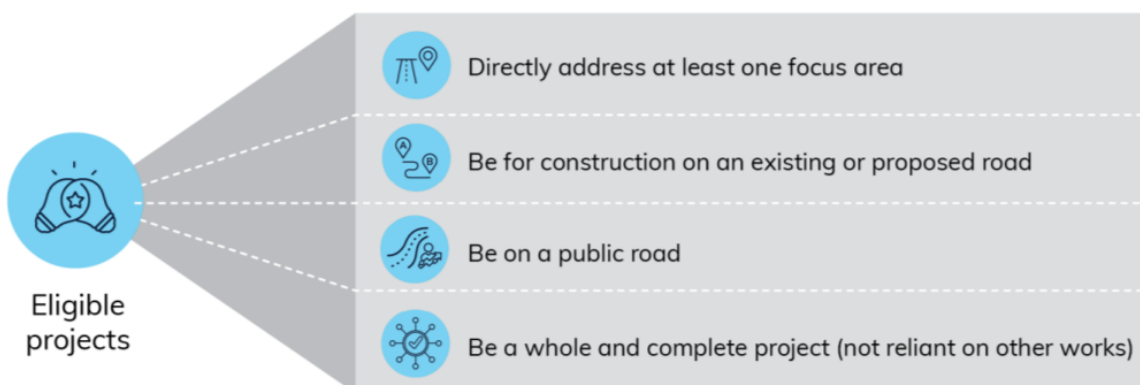 Directly address at least one focus area
A
B
Be for construction on an existing or proposed road
Be on a public road
Eligible
projects
Be a whole and complete project (not reliant on other works)